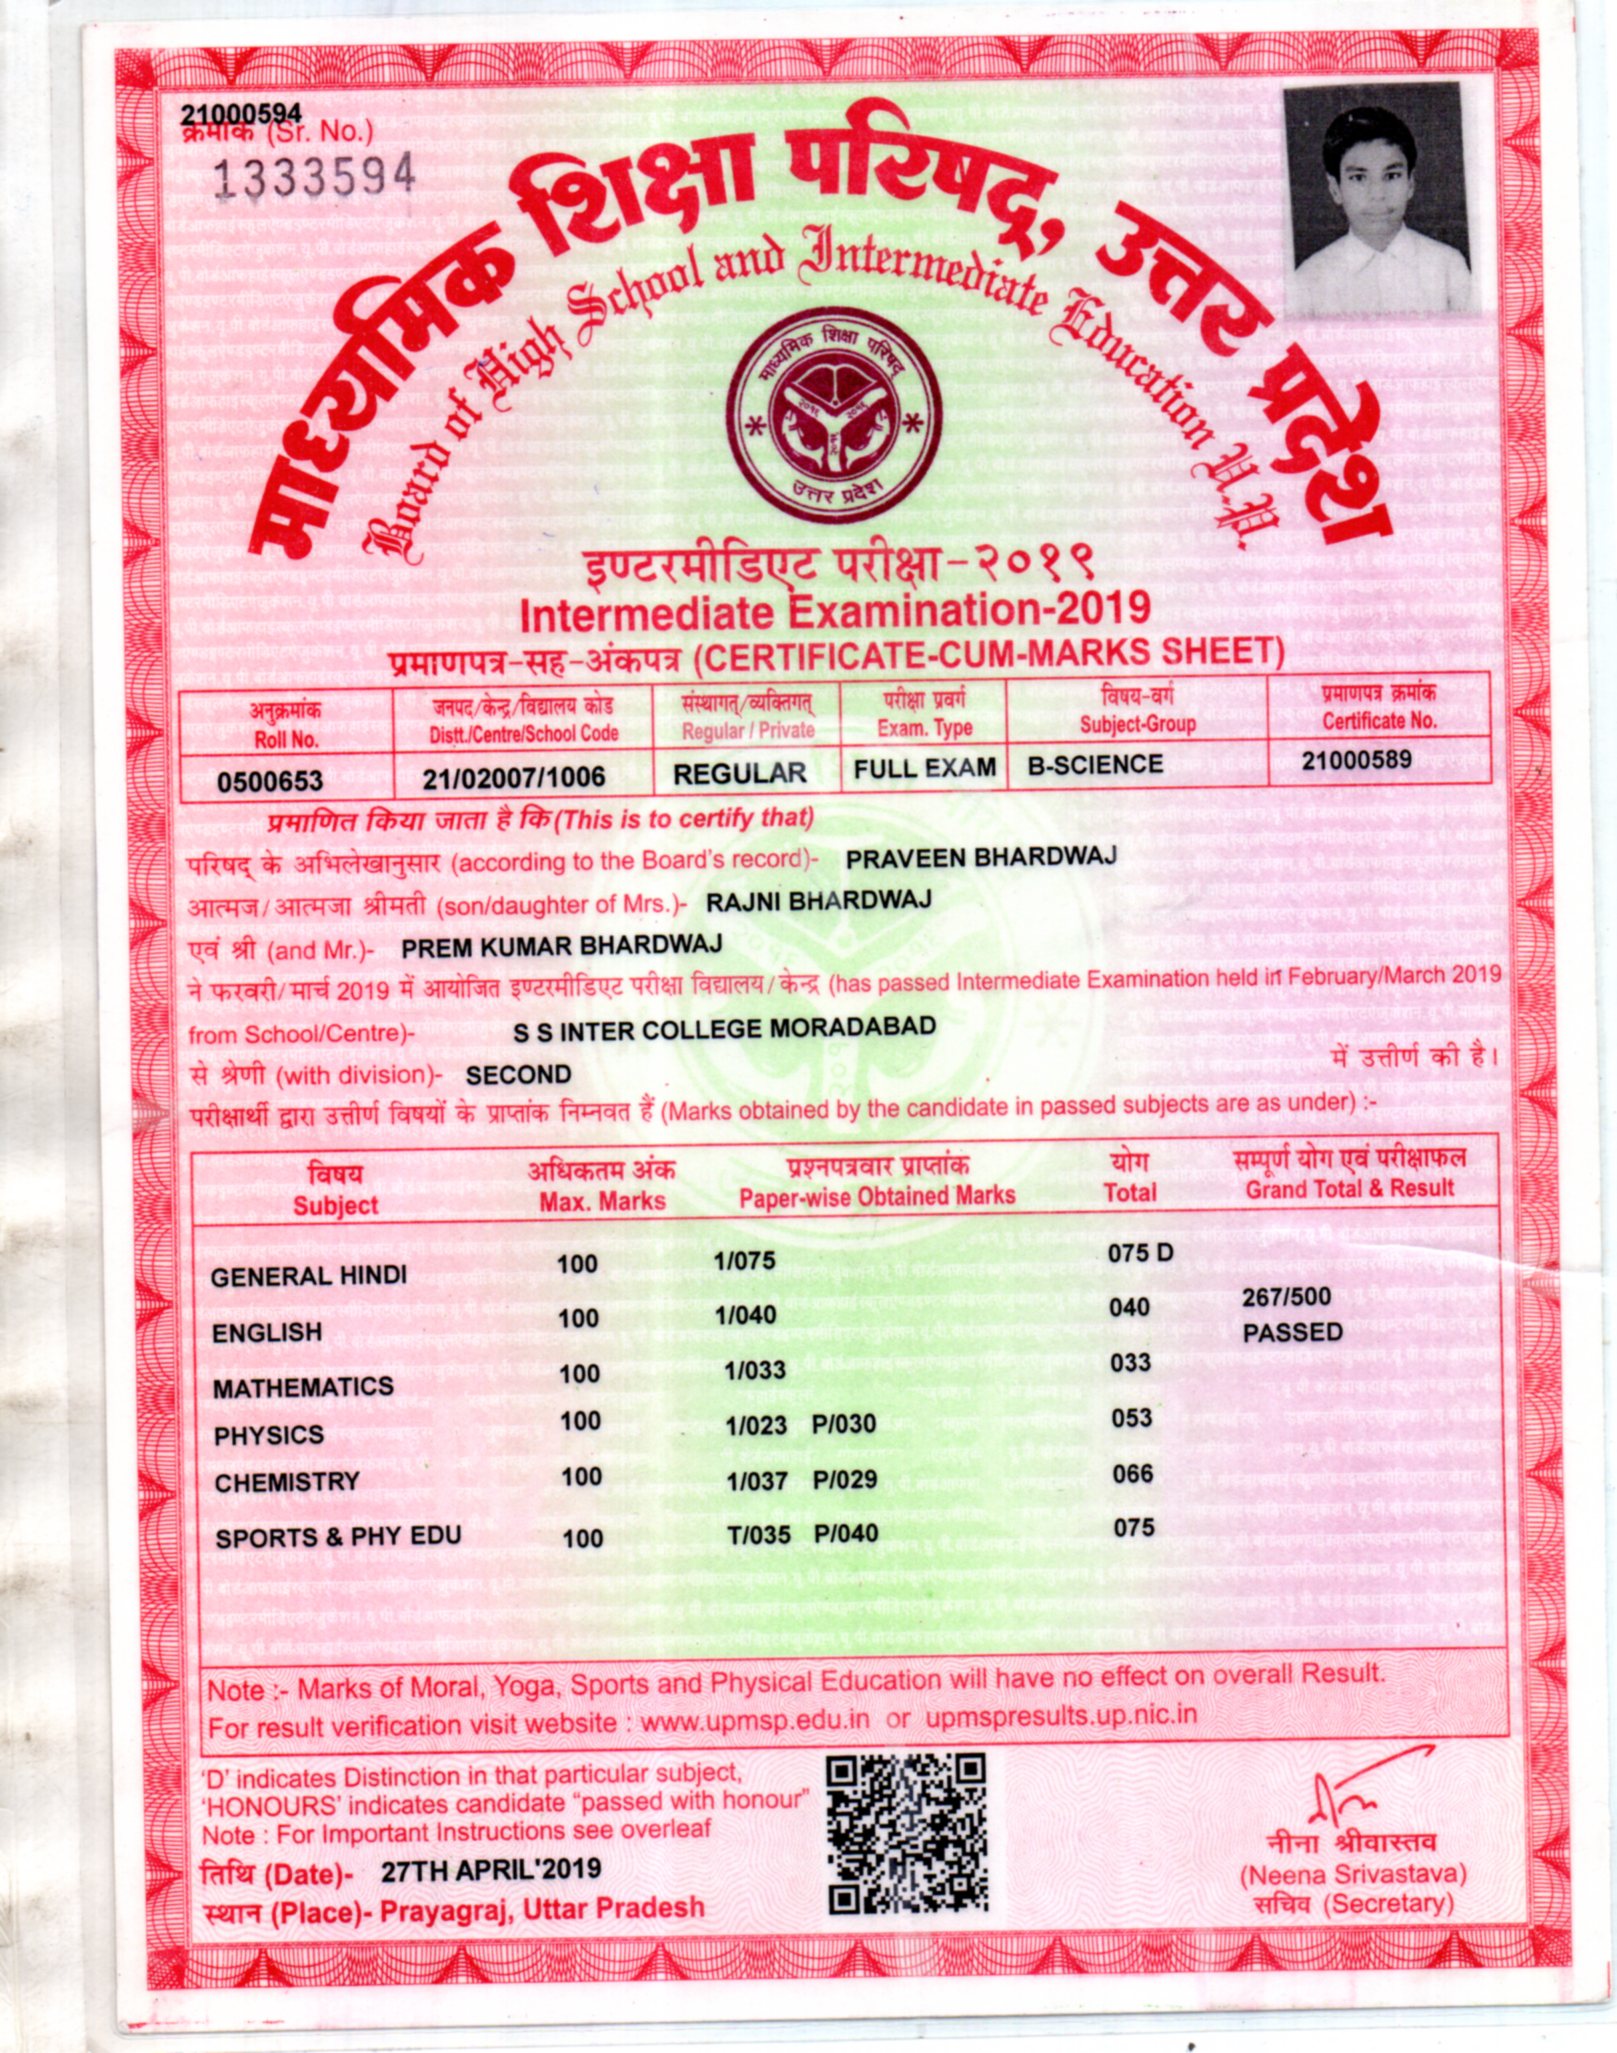 21000594
क्रमांक (Sr. No.)
1333594
माध्यमिक शिक्षा परिषद्, उत्तर प्रदेश
Board of High School and Intermediate Education U.P.
माध्यमिक शिक्षा परिषद्
उत्तर प्रदेश
इण्टरमीडिएट परीक्षा-२०१९
Intermediate Examination-2019
प्रमाणपत्र-सह-अंकपत्र (CERTIFICATE-CUM-MARKS SHEET)
अनुक्रमांक जनपद/केन्द्र/विद्यालय कोड संस्थागत्/व्यक्तिगत् परीक्षा प्रवर्ग विषय-वर्ग प्रमाणपत्र क्रमांक
Roll No. Distt./Centre/School Code Regular / Private Exam. Type Subject-Group Certificate No.
0500653 21/02007/1006 REGULAR FULL EXAM B-SCIENCE 21000589
प्रमाणित किया जाता है कि (This is to certify that)
परिषद् के अभिलेखानुसार (according to the Board's record)- PRAVEEN BHARDWAJ
आत्मज/आत्मजा श्रीमती (son/daughter of Mrs.)- RAJNI BHARDWAJ
एवं श्री (and Mr.)- PREM KUMAR BHARDWAJ
ने फरवरी/मार्च 2019 में आयोजित इण्टरमीडिएट परीक्षा विद्यालय/केन्द्र (has passed Intermediate Examination held in February/March 2019
from School/Centre)- S S INTER COLLEGE MORADABAD
से श्रेणी (with division)- SECOND में उत्तीर्ण की है।
परीक्षार्थी द्वारा उत्तीर्ण विषयों के प्राप्तांक निम्नवत हैं (Marks obtained by the candidate in passed subjects are as under) :-
विषय अधिकतम अंक प्रश्नपत्रवार प्राप्तांक योग सम्पूर्ण योग एवं परीक्षाफल
Subject Max. Marks Paper-wise Obtained Marks Total Grand Total & Result
GENERAL HINDI 100 1/075 075 D
267/500
ENGLISH 100 1/040 040
PASSED
MATHEMATICS 100 1/033 033
PHYSICS 100 1/023 P/030 053
CHEMISTRY 100 1/037 P/029 066
SPORTS & PHY EDU 100 T/035 P/040 075
Note :- Marks of Moral, Yoga, Sports and Physical Education will have no effect on overall Result.
For result verification visit website : www.upmsp.edu.in or upmspresults.up.nic.in
'D' indicates Distinction in that particular subject,
'HONOURS' indicates candidate "passed with honour"
Note : For Important Instructions see overleaf
तिथि (Date)- 27TH APRIL'2019
स्थान (Place)- Prayagraj, Uttar Pradesh
नीना श्रीवास्तव
(Neena Srivastava)
सचिव (Secretary)